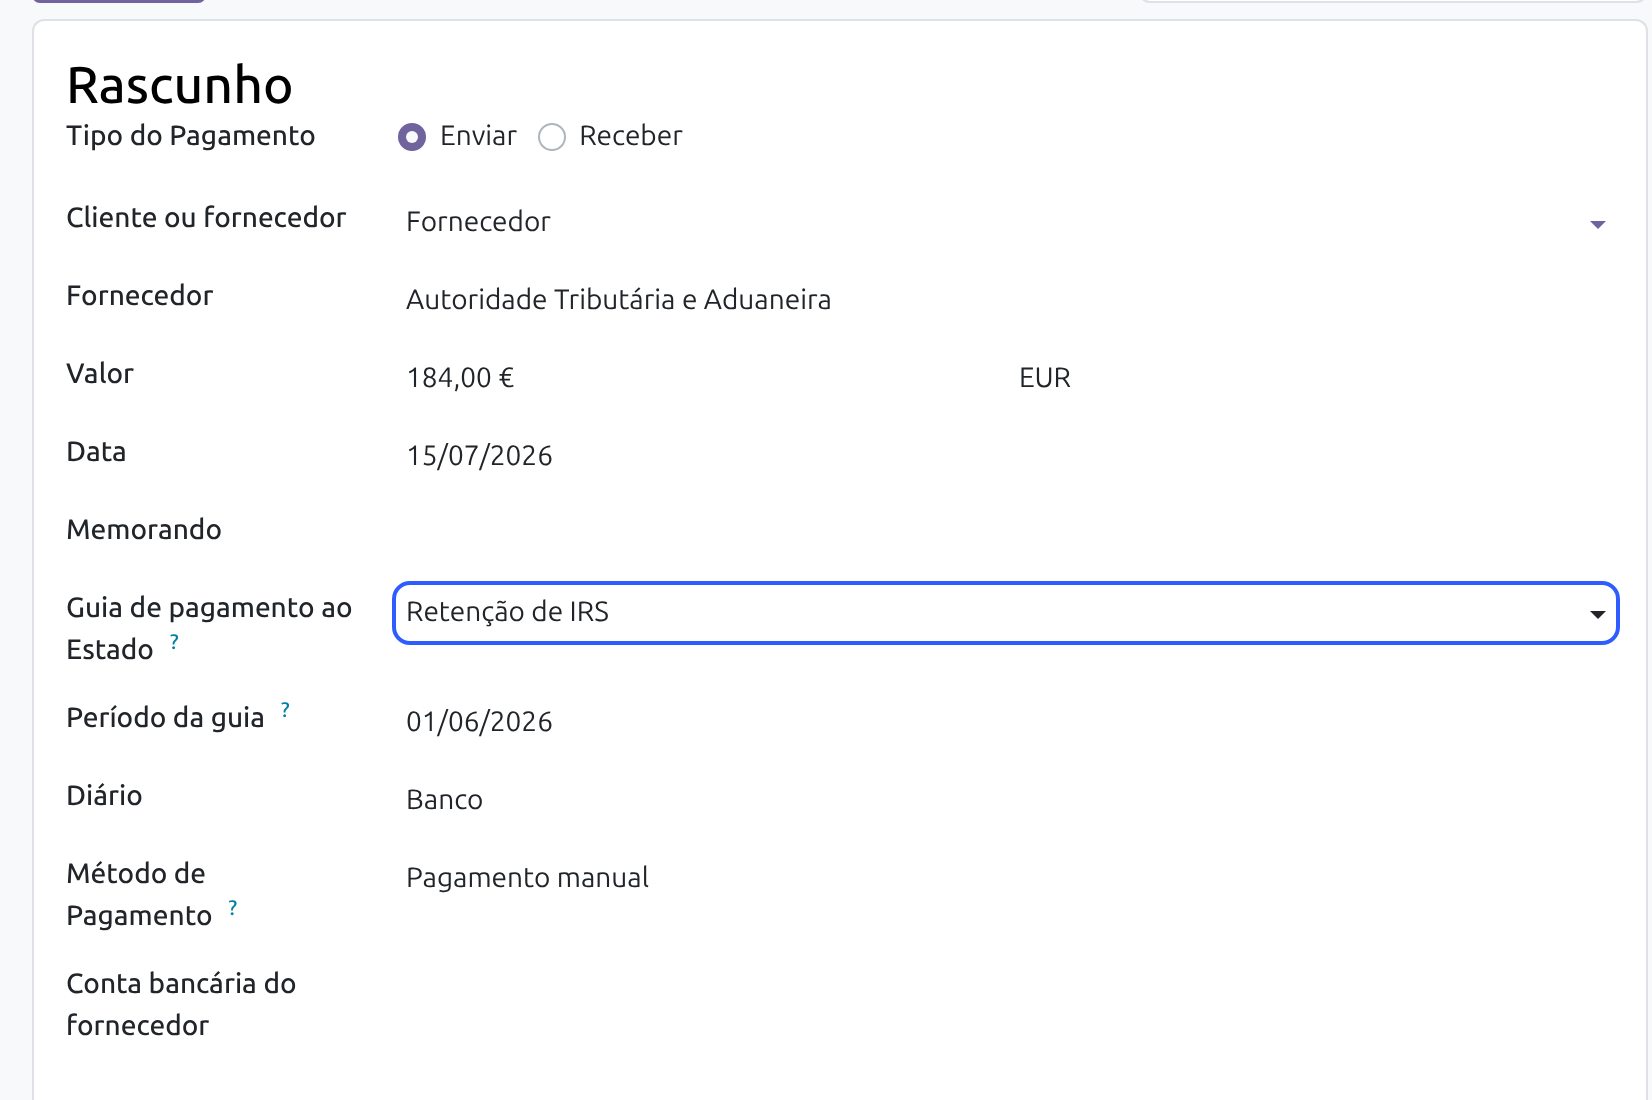 Rascunho
Tipo do Pagamento Enviar Receber
Cliente ou fornecedor Fornecedor
Fornecedor Autoridade Tributária e Aduaneira
Valor 184,00 € EUR
Data 15/07/2026
Memorando
Guia de pagamento ao Estado ? Retenção de IRS
Período da guia ? 01/06/2026
Diário Banco
Método de Pagamento ? Pagamento manual
Conta bancária do fornecedor